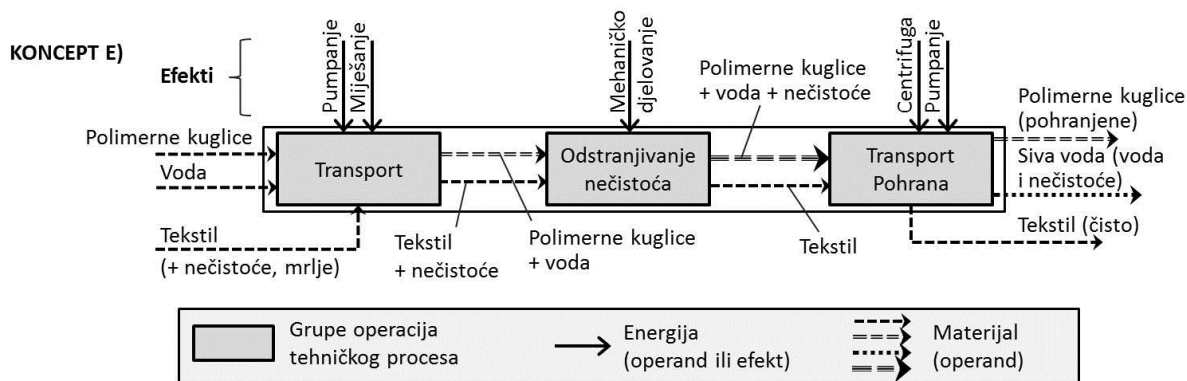 KONCEPT E)
Efekti
Pumpanje
Miješanje
Mehaničko
djelovanje
Polimerne kuglice
+ voda + nečistoće
Centrifuga
Pumpanje
Polimerne kuglice
(pohranjene)
Polimerne kuglice
Voda
Transport
Odstranjivanje
nečistoća
Transport
Pohrana
Siva voda (voda
i nečistoće)
Tekstil
(+ nečistoće, mrlje)
Tekstil
+ nečistoće
Polimerne kuglice
+ voda
Tekstil
Tekstil (čisto)
Grupe operacija
tehničkog procesa
Energija
(operand ili efekt)
Materijal
(operand)